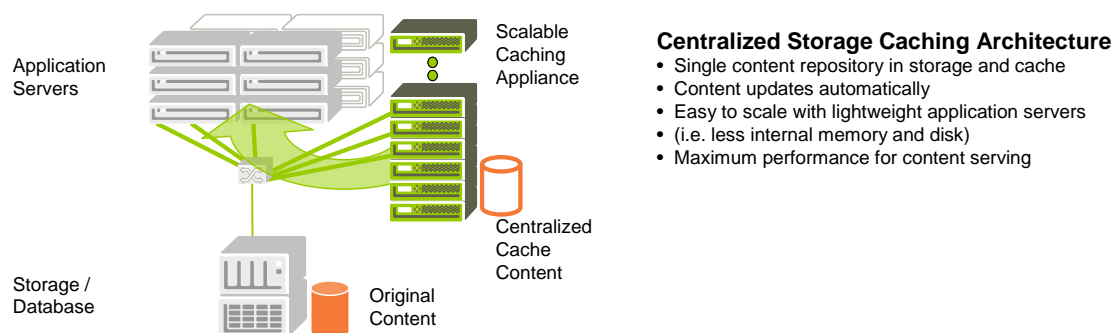 Application
Servers
Scalable
Caching
Appliance
Centralized
Cache
Content
Storage /
Database
Original
Content
Centralized Storage Caching Architecture
• Single content repository in storage and cache
• Content updates automatically
• Easy to scale with lightweight application servers
• (i.e. less internal memory and disk)
• Maximum performance for content serving